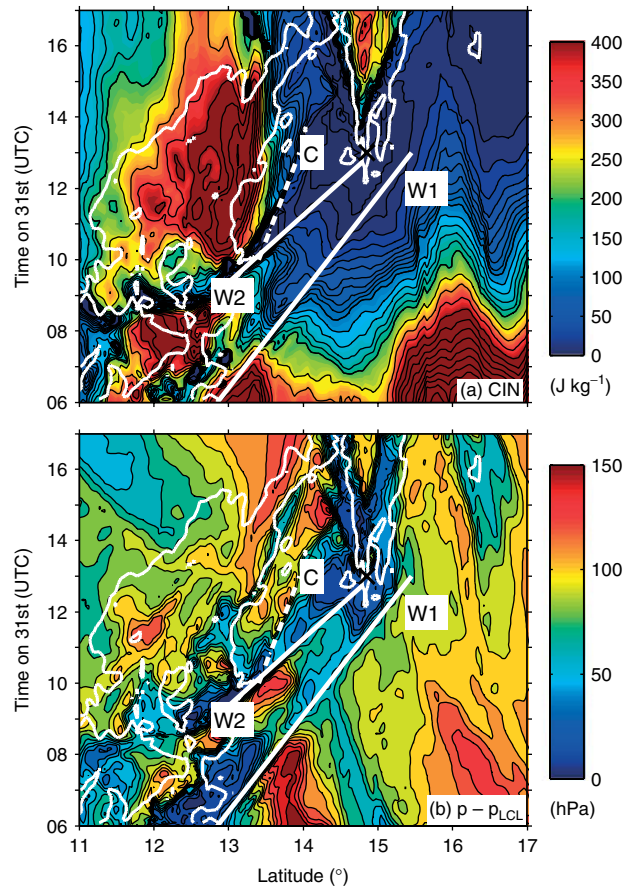 16
14
12
10
08
06
Time on 31st (UTC)
C
W1
W2
(a) CIN
400
350
300
250
200
150
100
50
0
(J kg⁻¹)
16
14
12
10
08
06
Time on 31st (UTC)
C
W1
W2
(b) p – pLCL
150
100
50
0
(hPa)
11 12 13 14 15 16 17
Latitude (°)